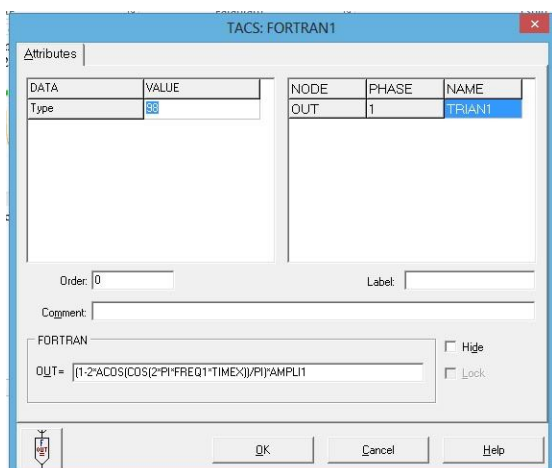 TACS: FORTRAN1
Attributes
DATA VALUE
Type 98
NODE PHASE NAME
OUT 1 TRIAN1
Order: 0
Label:
Comment:
FORTRAN
OUT= (1-2*ACOS(COS(2*PI*FREQ1*TIMEX))/PI)*AMPLI1
Hide
Lock
OK Cancel Help